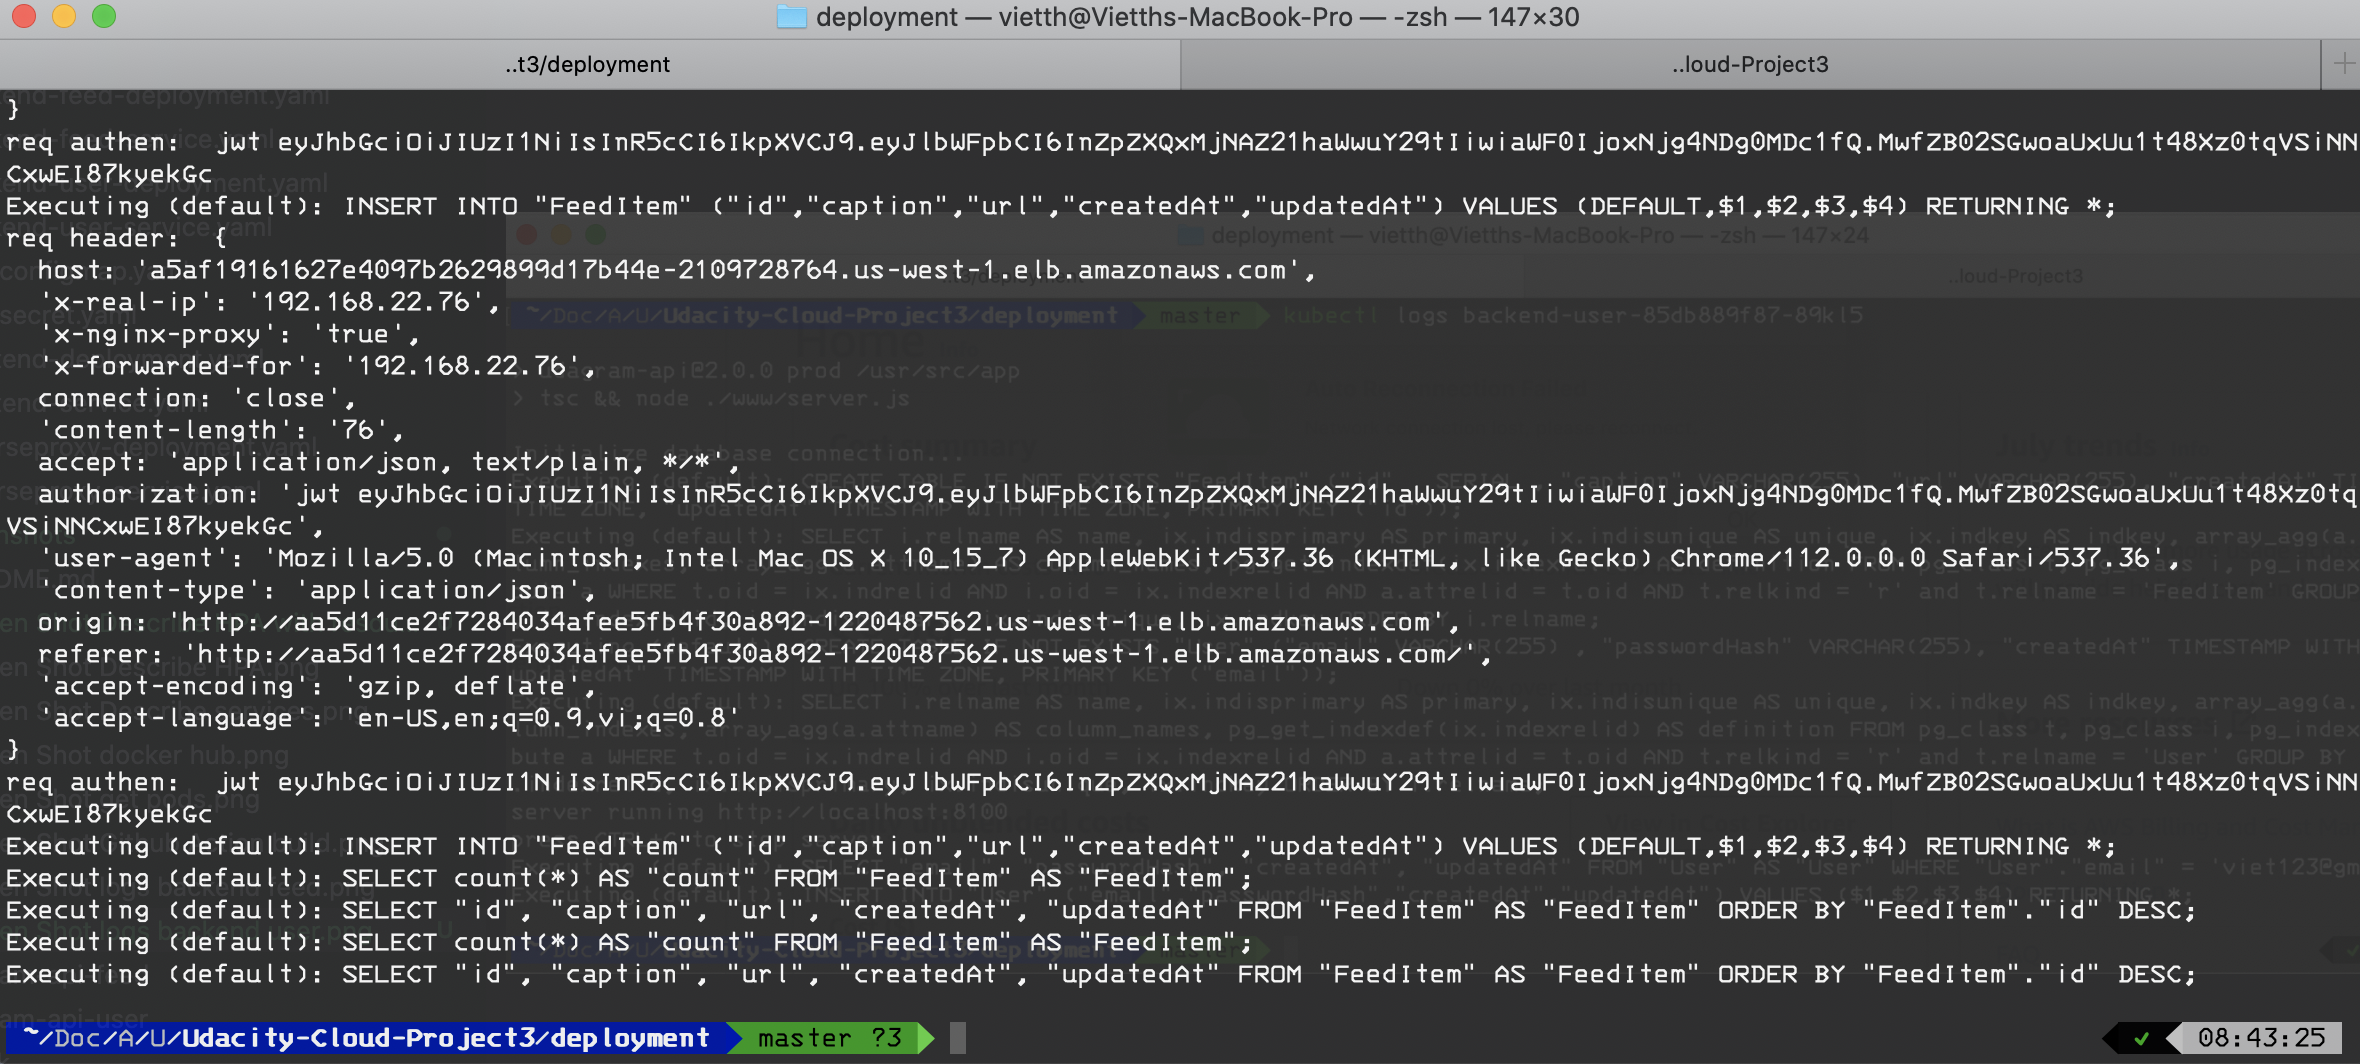 deployment — vietth@Vietths-MacBook-Pro — -zsh — 147×30
..t3/deployment
..loud-Project3
}
req authen:  jwt eyJhbGciOiJIUzI1NiIsInR5cCI6IkpXVCJ9.eyJlbWFpbCI6InZpZXQxMjNAZ21haWwuY29tIiwiaWF0IjoxNjg4NDg0MDc1fQ.MwfZB02SGwoaUxUu1t48Xz0tqVSiNN
CxwEI87kyekGc
Executing (default): INSERT INTO "FeedItem" ("id","caption","url","createdAt","updatedAt") VALUES (DEFAULT,$1,$2,$3,$4) RETURNING *;
req header:  {
  host: 'a5af19161627e4097b2629899d17b44e-2109728764.us-west-1.elb.amazonaws.com',
  'x-real-ip': '192.168.22.76',
  'x-nginx-proxy': 'true',
  'x-forwarded-for': '192.168.22.76',
  connection: 'close',
  'content-length': '76',
  accept: 'application/json, text/plain, */*',
  authorization: 'jwt eyJhbGciOiJIUzI1NiIsInR5cCI6IkpXVCJ9.eyJlbWFpbCI6InZpZXQxMjNAZ21haWwuY29tIiwiaWF0IjoxNjg4NDg0MDc1fQ.MwfZB02SGwoaUxUu1t48Xz0tq
VSiNNCxwEI87kyekGc',
  'user-agent': 'Mozilla/5.0 (Macintosh; Intel Mac OS X 10_15_7) AppleWebKit/537.36 (KHTML, like Gecko) Chrome/112.0.0.0 Safari/537.36',
  'content-type': 'application/json',
  origin: 'http://aa5d11ce2f7284034afee5fb4f30a892-1220487562.us-west-1.elb.amazonaws.com',
  referer: 'http://aa5d11ce2f7284034afee5fb4f30a892-1220487562.us-west-1.elb.amazonaws.com/',
  'accept-encoding': 'gzip, deflate',
  'accept-language': 'en-US,en;q=0.9,vi;q=0.8'
}
req authen:  jwt eyJhbGciOiJIUzI1NiIsInR5cCI6IkpXVCJ9.eyJlbWFpbCI6InZpZXQxMjNAZ21haWwuY29tIiwiaWF0IjoxNjg4NDg0MDc1fQ.MwfZB02SGwoaUxUu1t48Xz0tqVSiNN
CxwEI87kyekGc
Executing (default): INSERT INTO "FeedItem" ("id","caption","url","createdAt","updatedAt") VALUES (DEFAULT,$1,$2,$3,$4) RETURNING *;
Executing (default): SELECT count(*) AS "count" FROM "FeedItem" AS "FeedItem";
Executing (default): SELECT "id", "caption", "url", "createdAt", "updatedAt" FROM "FeedItem" AS "FeedItem" ORDER BY "FeedItem"."id" DESC;
Executing (default): SELECT count(*) AS "count" FROM "FeedItem" AS "FeedItem";
Executing (default): SELECT "id", "caption", "url", "createdAt", "updatedAt" FROM "FeedItem" AS "FeedItem" ORDER BY "FeedItem"."id" DESC;
~/Doc/A/U/Udacity-Cloud-Project3/deployment master ?3 ✓ 08:43:25